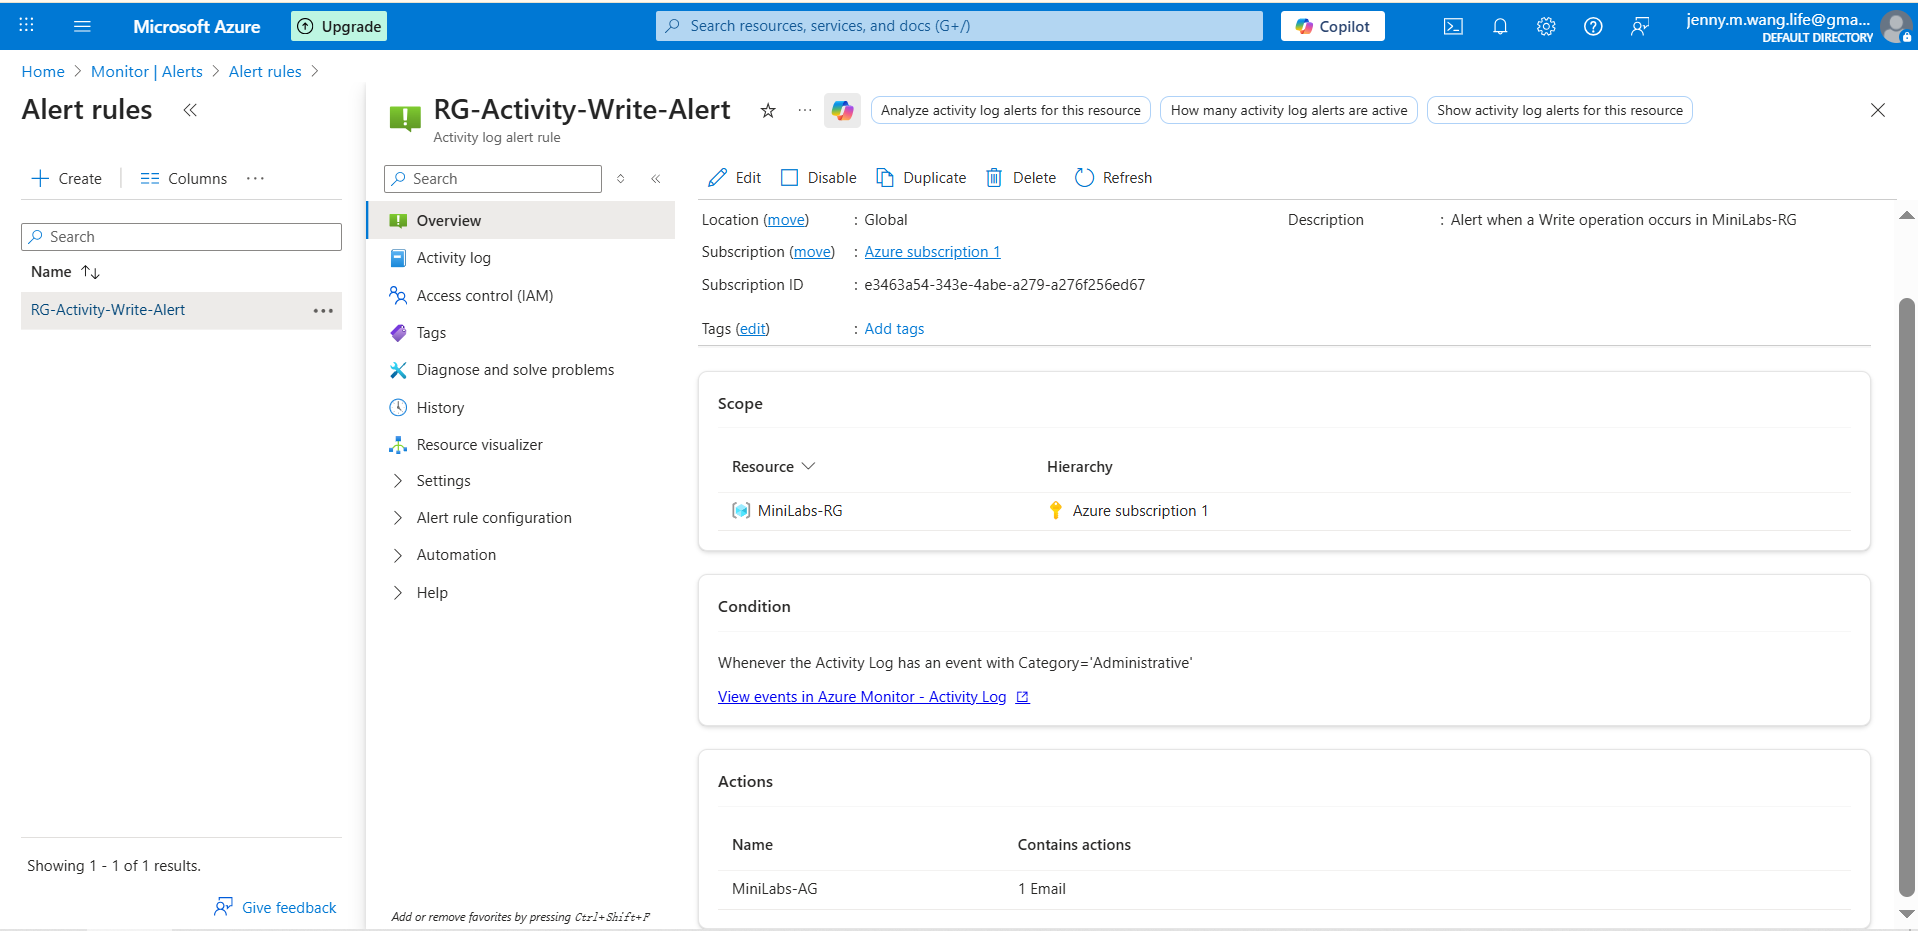 Microsoft Azure
Upgrade
Search resources, services, and docs (G+/)
Copilot
jenny.m.wang.life@gma...
DEFAULT DIRECTORY
Home > Monitor | Alerts > Alert rules >
Alert rules
Create
Columns
Search
Name
RG-Activity-Write-Alert
Showing 1 - 1 of 1 results.
Give feedback
RG-Activity-Write-Alert
Activity log alert rule
Analyze activity log alerts for this resource
How many activity log alerts are active
Show activity log alerts for this resource
Search
Overview
Activity log
Access control (IAM)
Tags
Diagnose and solve problems
History
Resource visualizer
Settings
Alert rule configuration
Automation
Help
Add or remove favorites by pressing Ctrl+Shift+F
Edit
Disable
Duplicate
Delete
Refresh
Location (move) : Global
Description : Alert when a Write operation occurs in MiniLabs-RG
Subscription (move) : Azure subscription 1
Subscription ID : e3463a54-343e-4abe-a279-a276f256ed67
Tags (edit) : Add tags
Scope
Resource Hierarchy
MiniLabs-RG Azure subscription 1
Condition
Whenever the Activity Log has an event with Category='Administrative'
View events in Azure Monitor - Activity Log
Actions
Name Contains actions
MiniLabs-AG 1 Email